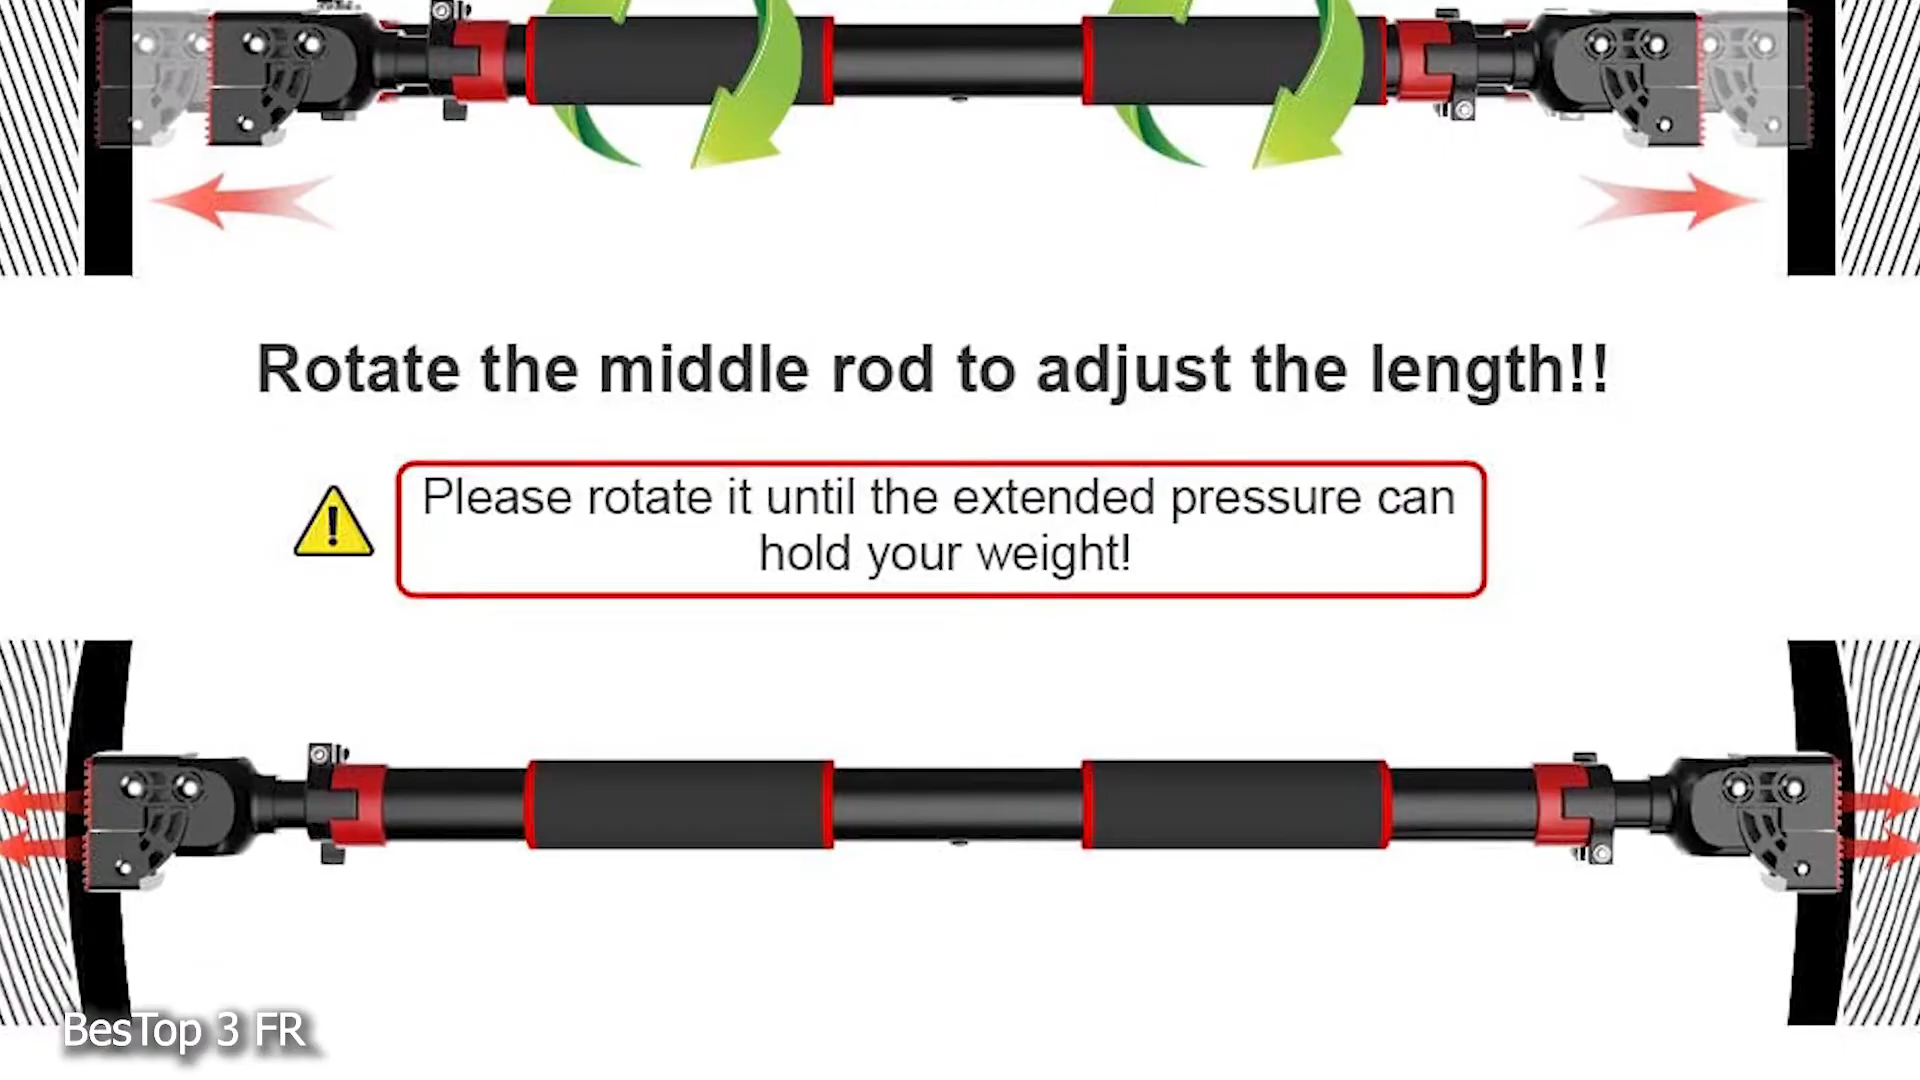 Rotate the middle rod to adjust the length!!
Please rotate it until the extended pressure can
hold your weight!
BesTop 3 FR